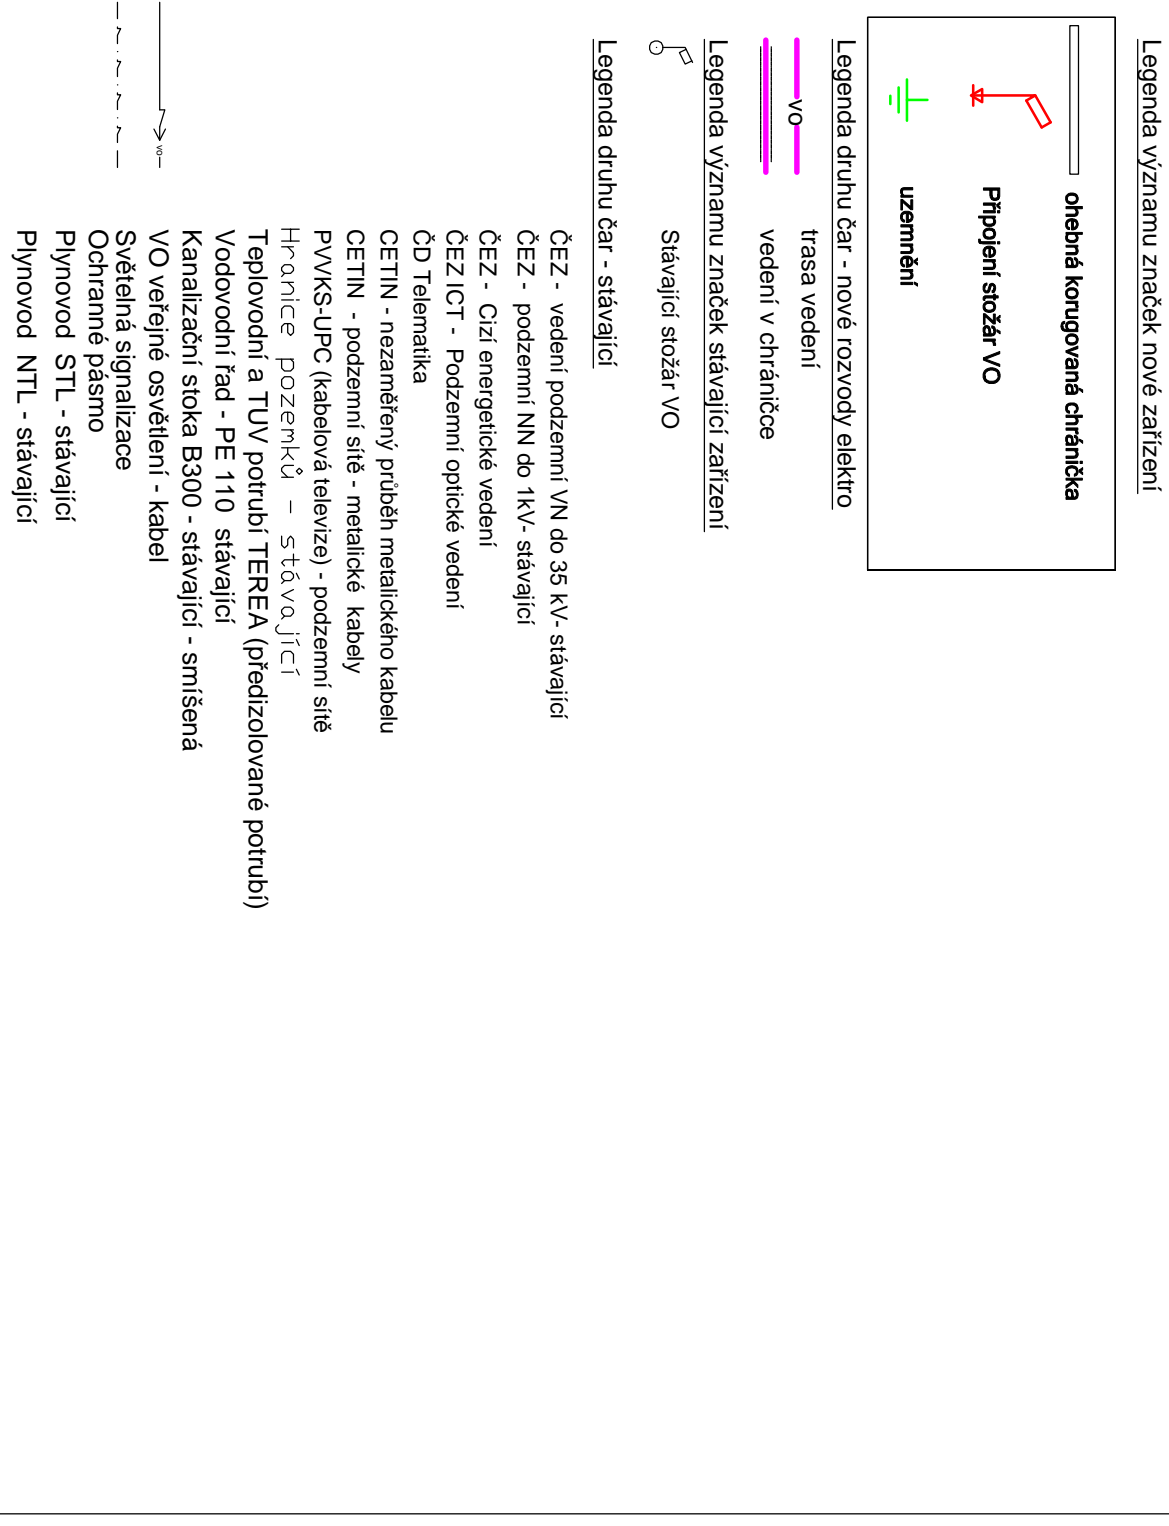 Legenda významu značek nové zařízení
ohebná korugovaná chránička
Připojení stožár VO
uzemnění
Legenda druhu čar - nové rozvody elektro
vo
trasa vedení
vedení v chráničce
Legenda významu značek stávající zařízení
Stávající stožár VO
Legenda druhu čar - stávající
ČEZ - vedení podzemní VN do 35 kV- stávající
ČEZ - podzemní NN do 1kV- stávající
ČEZ - Cizí energetické vedení
ČEZ ICT - Podzemní optické vedení
ČD Telematika
CETIN - nezaměřený průběh metalického kabelu
CETIN - podzemní sítě - metalické kabely
PVVKS-UPC (kabelová televize) - podzemní sítě
Hranice pozemků - stávající
Teplovodní a TUV potrubí TEREA (předizolované potrubí)
Vodovodní řad - PE 110 stávající
Kanalizační stoka B300 - stávající - smíšená
VO veřejné osvětlení - kabel
vo
Světelná signalizace
Ochranné pásmo
Plynovod STL - stávající
Plynovod NTL - stávající